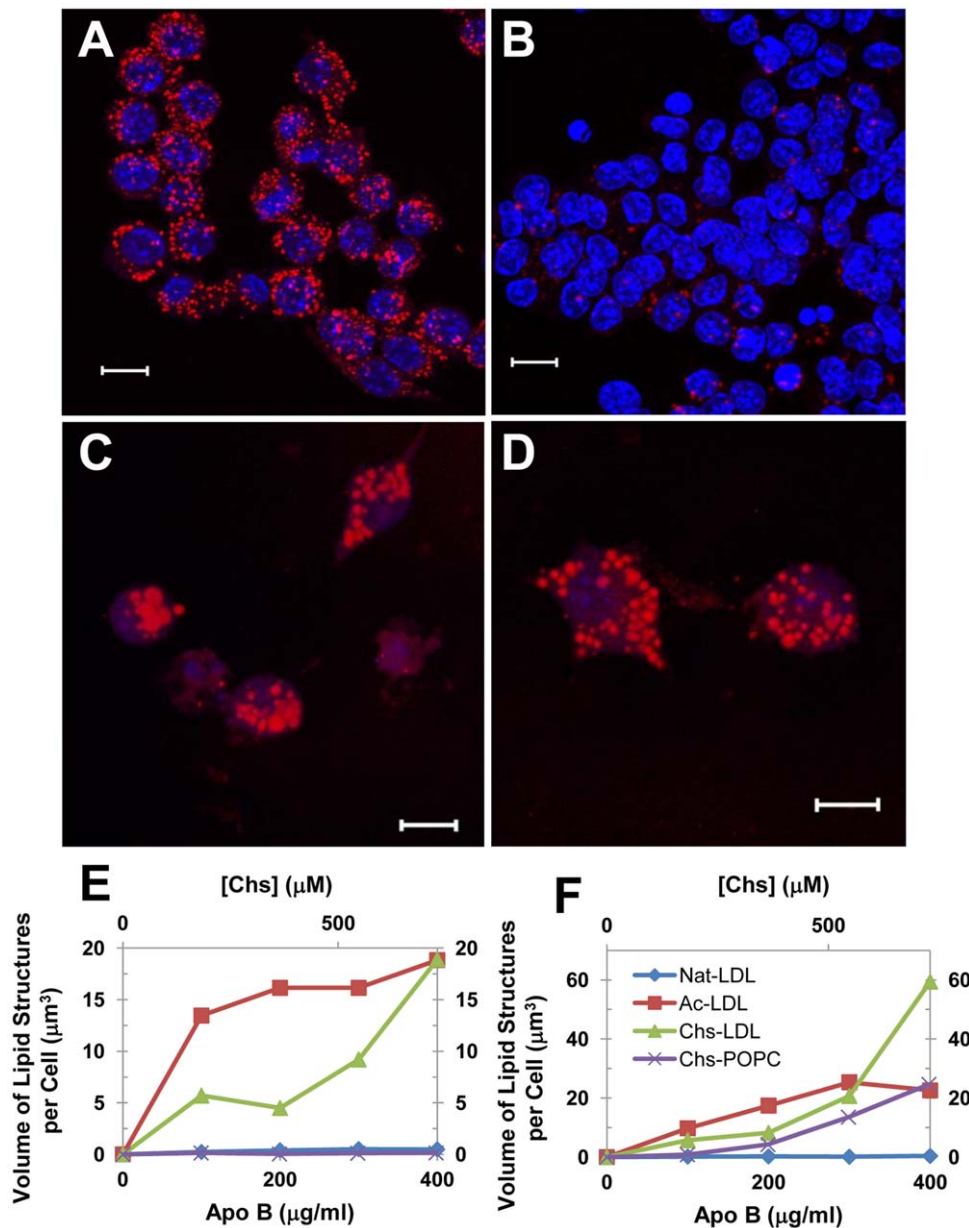 A
B
C
D
E
[Chs] (μM)
0
500
Volume of Lipid Structures
per Cell (μm³)
20
15
10
5
0
20
15
10
5
0
0
200
400
Apo B (μg/ml)
F
[Chs] (μM)
0
500
Volume of Lipid Structures
per Cell (μm³)
60
40
20
0
Nat-LDL
Ac-LDL
Chs-LDL
Chs-POPC
60
40
20
0
0
200
400
Apo B (μg/ml)